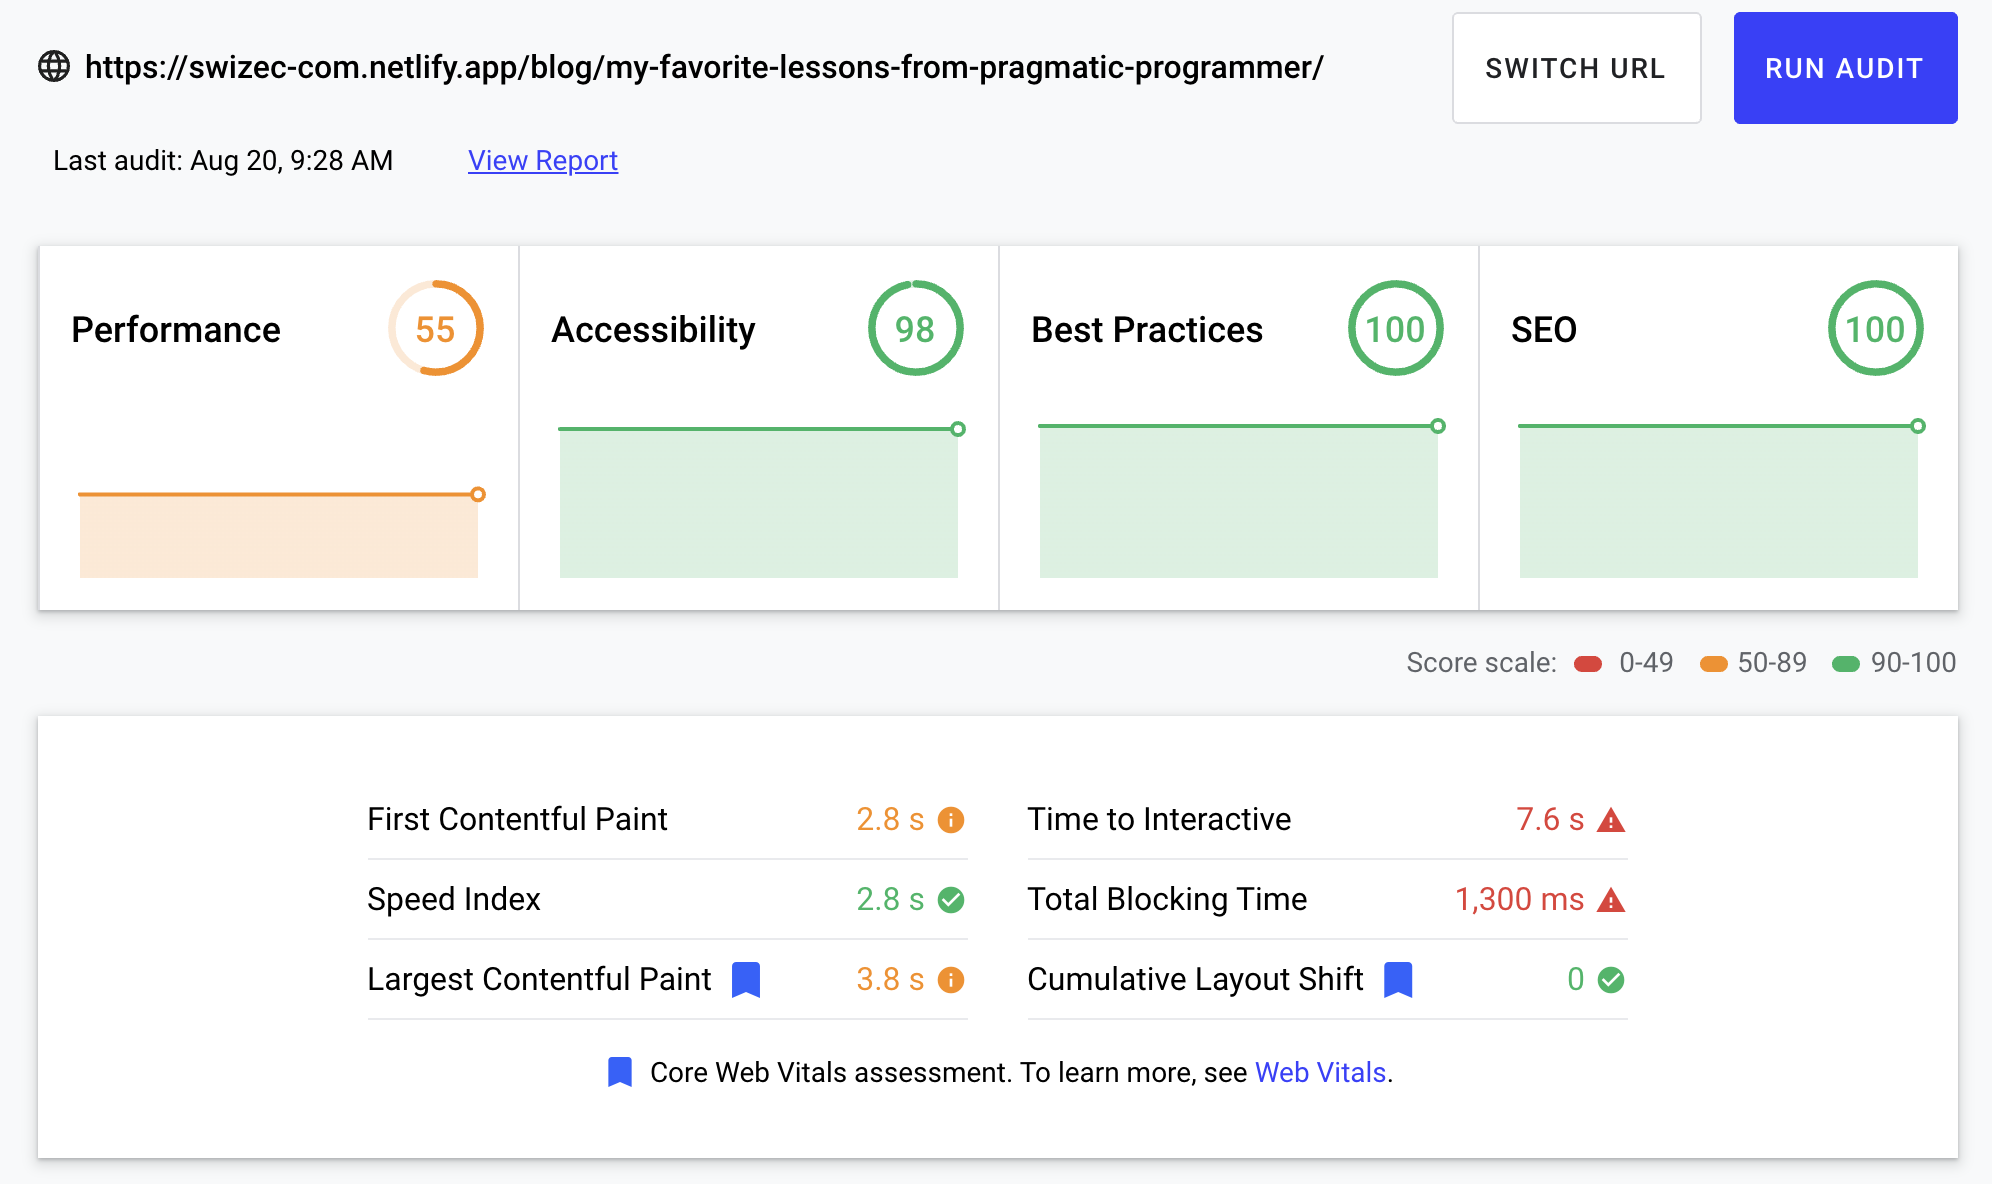 https://swizec-com.netlify.app/blog/my-favorite-lessons-from-pragmatic-programmer/
SWITCH URL
RUN AUDIT
Last audit: Aug 20, 9:28 AM
View Report
Performance
55
Accessibility
98
Best Practices
100
SEO
100
Score scale: 0-49 50-89 90-100
First Contentful Paint 2.8 s
Time to Interactive 7.6 s
Speed Index 2.8 s
Total Blocking Time 1,300 ms
Largest Contentful Paint 3.8 s
Cumulative Layout Shift 0
Core Web Vitals assessment. To learn more, see Web Vitals.